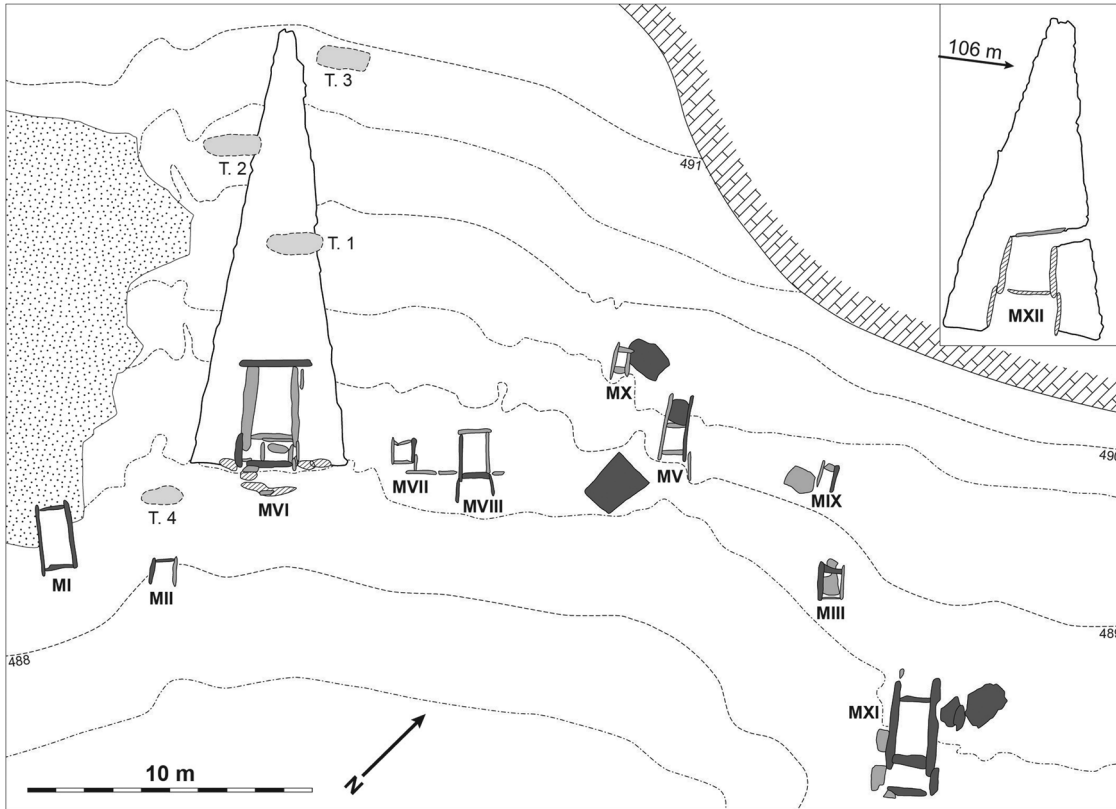 106 m
T. 3
T. 2
491
T. 1
MXII
MX
MV
490
MVII
MVIII
MIX
T. 4
MVI
MI
MII
MIII
489
488
MXI
10 m
N